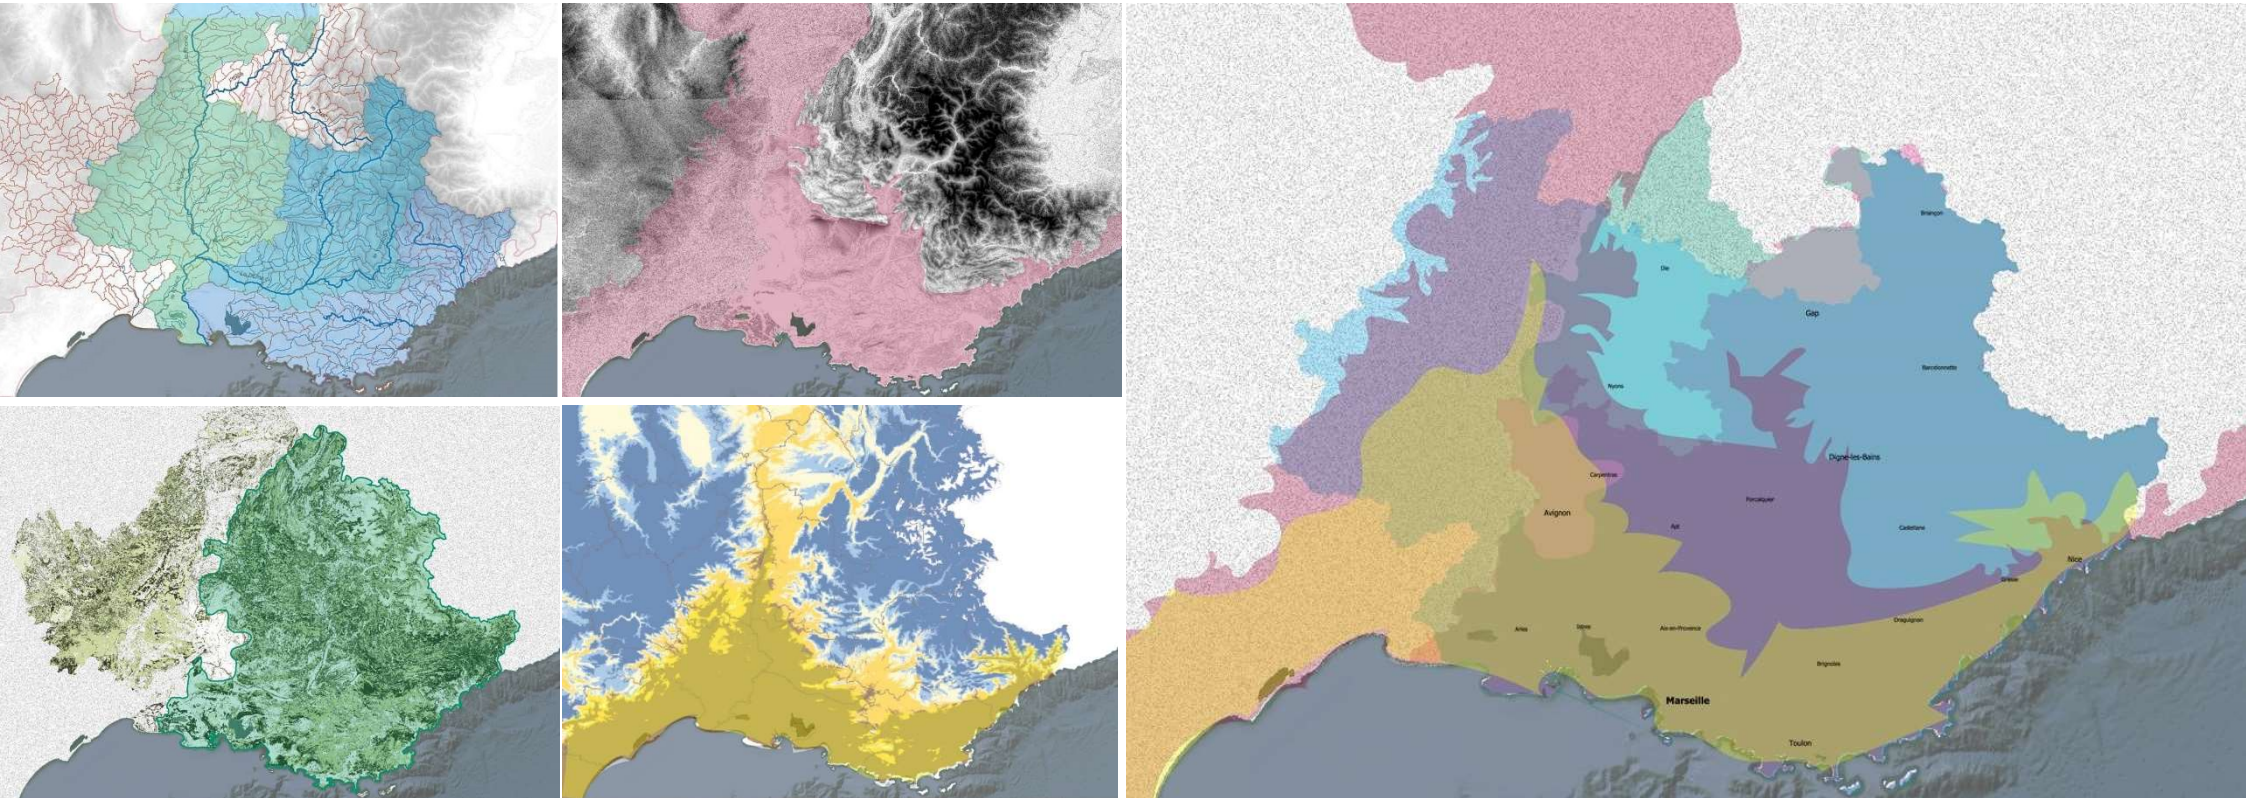 Briançon
Die
Gap
Barcelonnette
Nyons
Digne-les-Bains
Carpentras
Forcalquier
Avignon
Apt
Castellane
Nice
Grasse
Draguignan
Arles
Istres
Aix-en-Provence
Brignoles
Marseille
Toulon